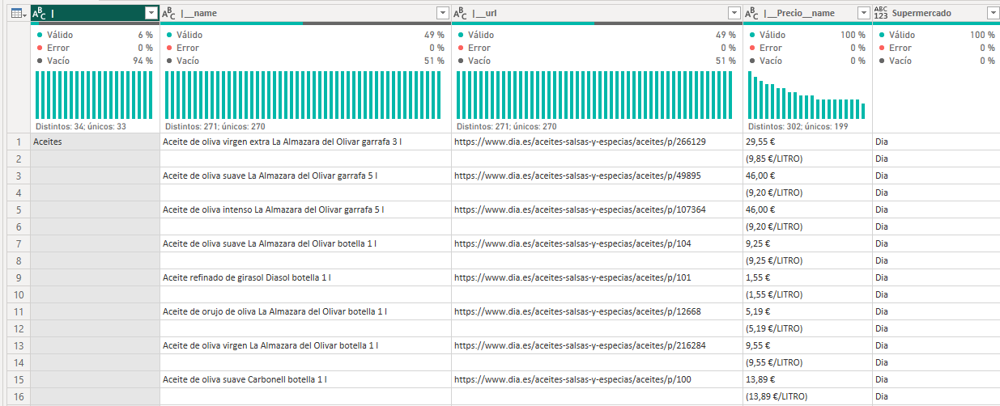 ABC | ABC |__name ABC |__url ABC |__Precio__name ABC 123 Supermercado
Válido 6 % Válido 49 % Válido 49 % Válido 100 % Válido 100 %
Error 0 % Error 0 % Error 0 % Error 0 % Error 0 %
Vacío 94 % Vacío 51 % Vacío 51 % Vacío 0 % Vacío 0 %
Distintos: 34; únicos: 33 Distintos: 271; únicos: 270 Distintos: 271; únicos: 270 Distintos: 302; únicos: 199
1 Aceites Aceite de oliva virgen extra La Almazara del Olivar garrafa 3 l https://www.dia.es/aceites-salsas-y-especias/aceites/p/266129 29,55 € Dia
2 (9,85 €/LITRO) Dia
3 Aceite de oliva suave La Almazara del Olivar garrafa 5 l https://www.dia.es/aceites-salsas-y-especias/aceites/p/49895 46,00 € Dia
4 (9,20 €/LITRO) Dia
5 Aceite de oliva intenso La Almazara del Olivar garrafa 5 l https://www.dia.es/aceites-salsas-y-especias/aceites/p/107364 46,00 € Dia
6 (9,20 €/LITRO) Dia
7 Aceite de oliva suave La Almazara del Olivar botella 1 l https://www.dia.es/aceites-salsas-y-especias/aceites/p/104 9,25 € Dia
8 (9,25 €/LITRO) Dia
9 Aceite refinado de girasol Diasol botella 1 l https://www.dia.es/aceites-salsas-y-especias/aceites/p/101 1,55 € Dia
10 (1,55 €/LITRO) Dia
11 Aceite de orujo de oliva La Almazara del Olivar botella 1 l https://www.dia.es/aceites-salsas-y-especias/aceites/p/12668 5,19 € Dia
12 (5,19 €/LITRO) Dia
13 Aceite de oliva virgen La Almazara del Olivar botella 1 l https://www.dia.es/aceites-salsas-y-especias/aceites/p/216284 9,55 € Dia
14 (9,55 €/LITRO) Dia
15 Aceite de oliva suave Carbonell botella 1 l https://www.dia.es/aceites-salsas-y-especias/aceites/p/100 13,89 € Dia
16 (13,89 €/LITRO) Dia